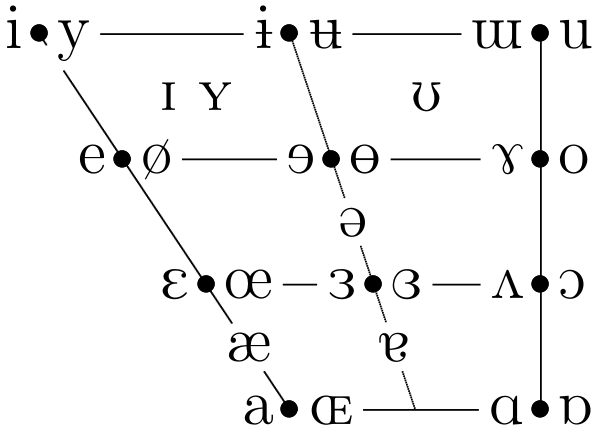 i y ɨ ʉ ɯ u
ɪ ʏ ʊ
e ø ɘ ɵ ɤ o
ə
ɛ œ ɜ ɞ ʌ ɔ
æ ɐ
a ɶ ɑ ɒ